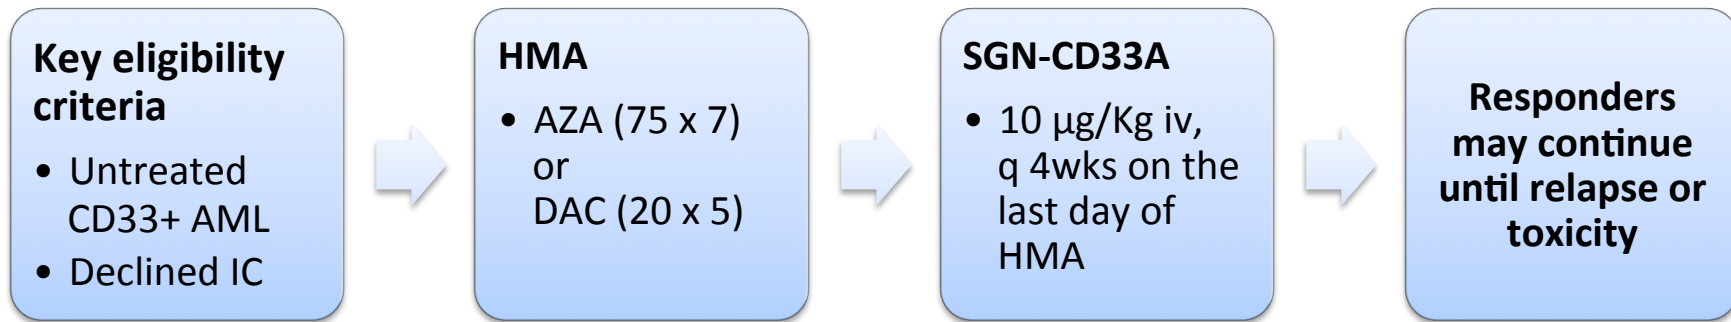 Key eligibility
criteria
• Untreated
CD33+ AML
• Declined IC
HMA
• AZA (75 x 7)
or
DAC (20 x 5)
SGN-CD33A
• 10 µg/Kg iv,
q 4wks on the
last day of
HMA
Responders
may continue
until relapse or
toxicity